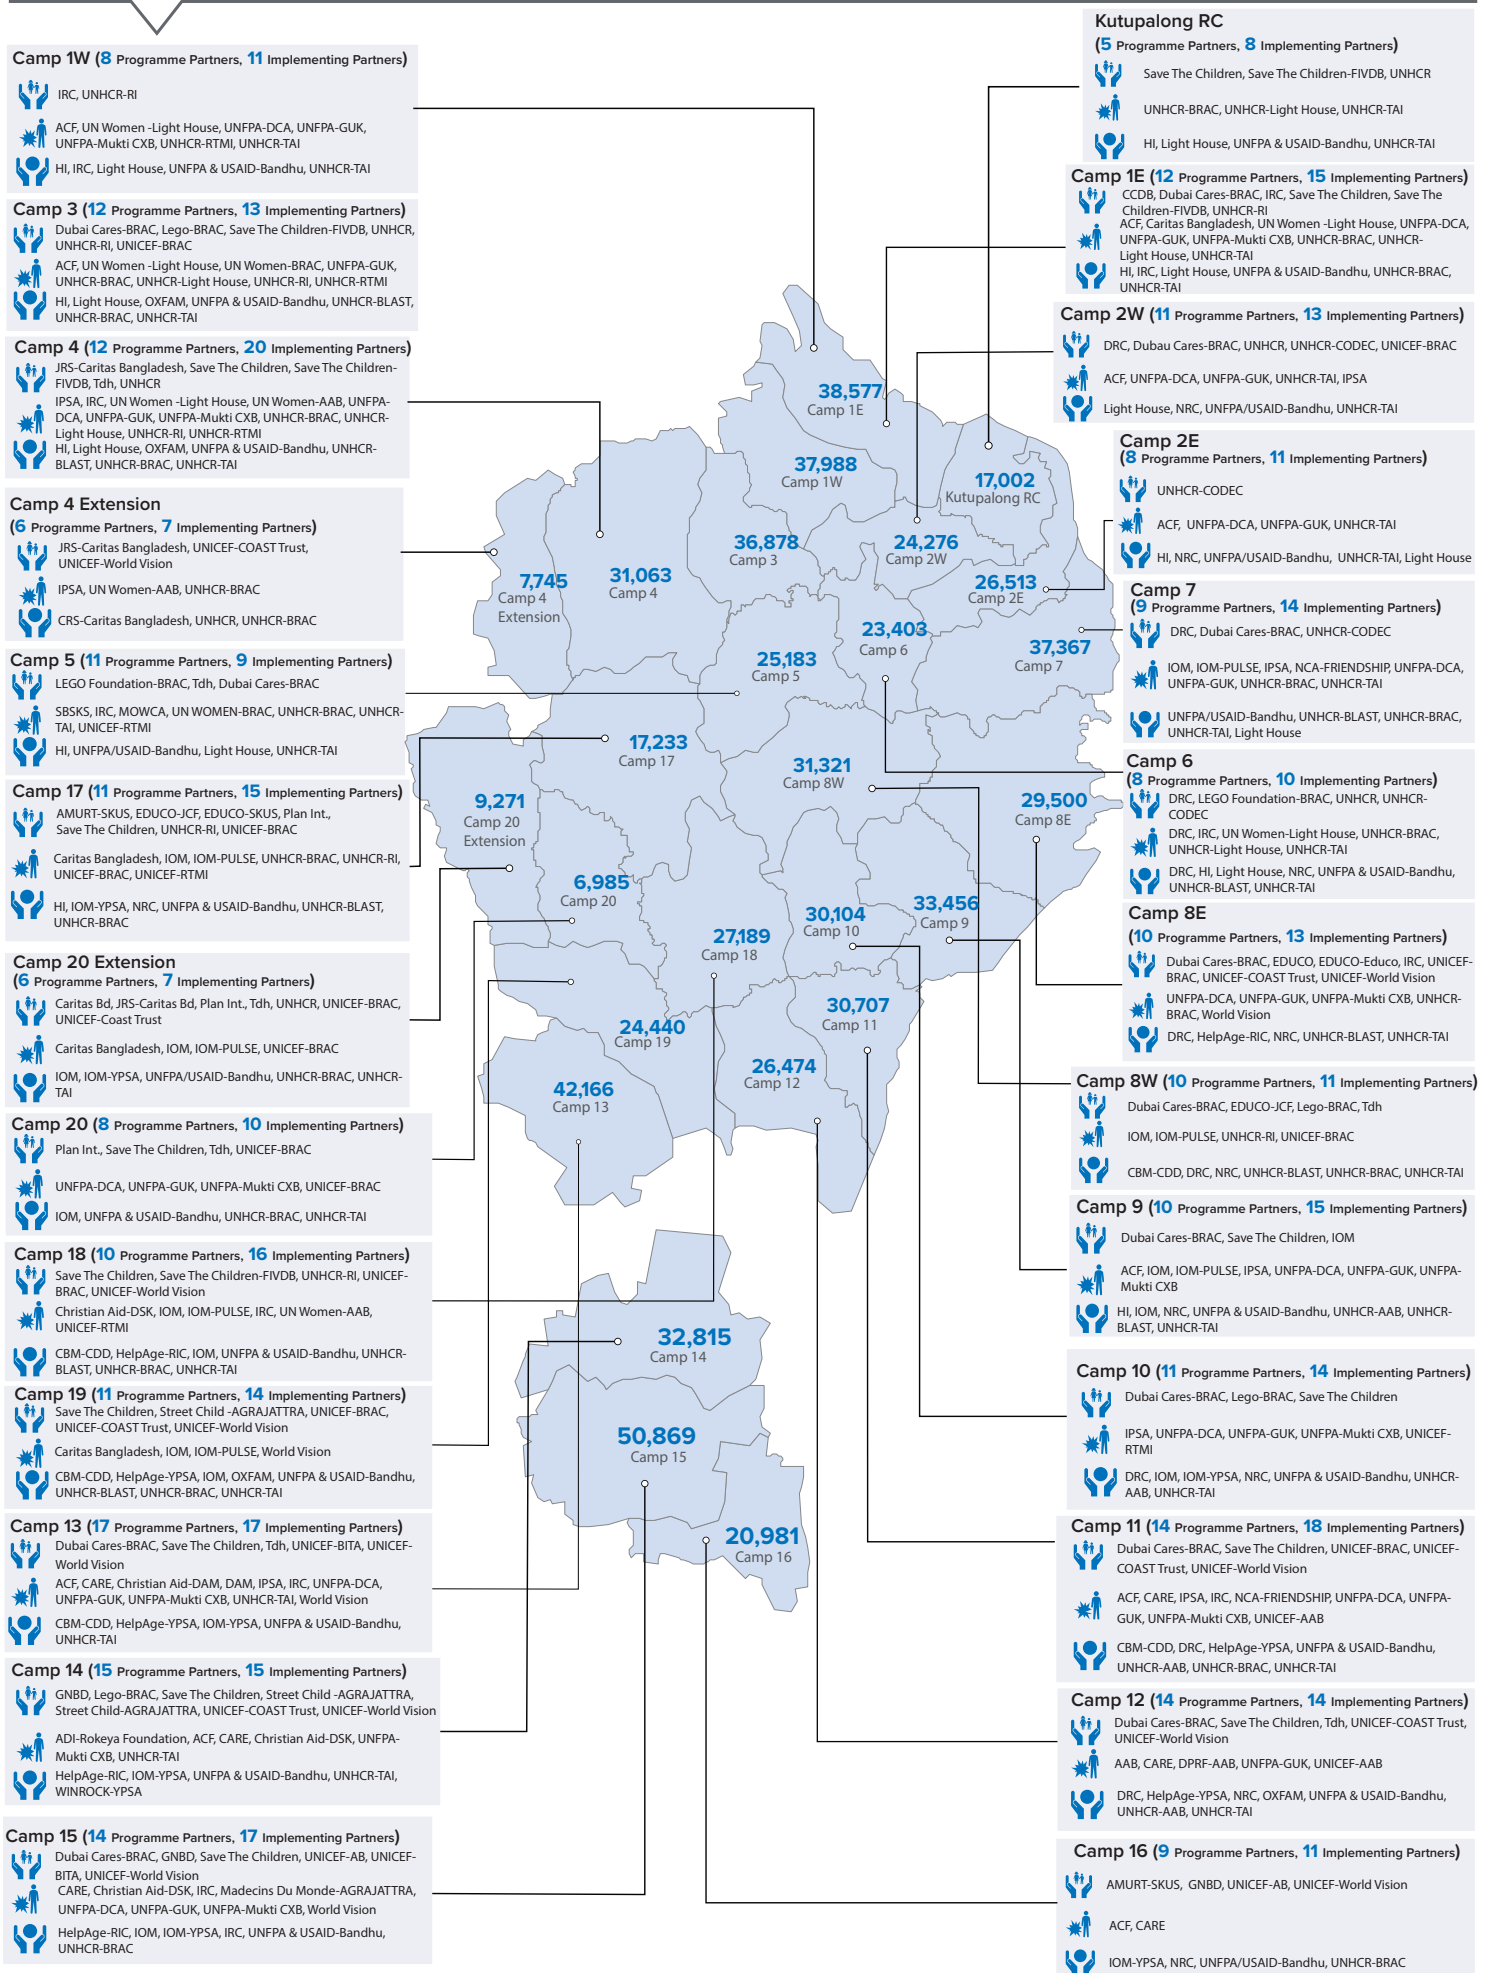 Camp 1W (8 Programme Partners, 11 Implementing Partners)
IRC, UNHCR-RI
ACF, UN Women -Light House, UNFPA-DCA, UNFPA-GUK,
UNFPA-Mukti CXB, UNHCR-RTMI, UNHCR-TAI
HI, IRC, Light House, UNFPA & USAID-Bandhu, UNHCR-TAI
Camp 3 (12 Programme Partners, 13 Implementing Partners)
Dubai Cares-BRAC, Lego-BRAC, Save The Children-FIVDB, UNHCR,
UNHCR-RI, UNICEF-BRAC
ACF, UN Women -Light House, UN Women-BRAC, UNFPA-GUK,
UNHCR-BRAC, UNHCR-Light House, UNHCR-RI, UNHCR-RTMI
HI, Light House, OXFAM, UNFPA & USAID-Bandhu, UNHCR-BLAST,
UNHCR-BRAC, UNHCR-TAI
Camp 4 (12 Programme Partners, 20 Implementing Partners)
JRS-Caritas Bangladesh, Save The Children, Save The Children-
FIVDB, Tdh, UNHCR
IPSA, IRC, UN Women -Light House, UN Women-AAB, UNFPA-
DCA, UNFPA-GUK, UNFPA-Mukti CXB, UNHCR-BRAC, UNHCR-
Light House, UNHCR-RI, UNHCR-RTMI
HI, Light House, OXFAM, UNFPA & USAID-Bandhu, UNHCR-
BLAST, UNHCR-BRAC, UNHCR-TAI
Camp 4 Extension
(6 Programme Partners, 7 Implementing Partners)
JRS-Caritas Bangladesh, UNICEF-COAST Trust,
UNICEF-World Vision
IPSA, UN Women-AAB, UNHCR-BRAC
CRS-Caritas Bangladesh, UNHCR, UNHCR-BRAC
Camp 5 (11 Programme Partners, 9 Implementing Partners)
LEGO Foundation-BRAC, Tdh, Dubai Cares-BRAC
SBSKS, IRC, MOWCA, UN WOMEN-BRAC, UNHCR-BRAC, UNHCR-
TAI, UNICEF-RTMI
HI, UNFPA/USAID-Bandhu, Light House, UNHCR-TAI
Camp 17 (11 Programme Partners, 15 Implementing Partners)
AMURT-SKUS, EDUCO-JCF, EDUCO-SKUS, Plan Int.,
Save The Children, UNHCR-RI, UNICEF-BRAC
Caritas Bangladesh, IOM, IOM-PULSE, UNHCR-BRAC, UNHCR-RI,
UNICEF-BRAC, UNICEF-RTMI
HI, IOM-YPSA, NRC, UNFPA & USAID-Bandhu, UNHCR-BLAST,
UNHCR-BRAC
Camp 20 Extension
(6 Programme Partners, 7 Implementing Partners)
Caritas Bd, JRS-Caritas Bd, Plan Int., Tdh, UNHCR, UNICEF-BRAC,
UNICEF-Coast Trust
Caritas Bangladesh, IOM, IOM-PULSE, UNICEF-BRAC
IOM, IOM-YPSA, UNFPA/USAID-Bandhu, UNHCR-BRAC, UNHCR-
TAI
Camp 20 (8 Programme Partners, 10 Implementing Partners)
Plan Int., Save The Children, Tdh, UNICEF-BRAC
UNFPA-DCA, UNFPA-GUK, UNFPA-Mukti CXB, UNICEF-BRAC
IOM, UNFPA & USAID-Bandhu, UNHCR-BRAC, UNHCR-TAI
Camp 18 (10 Programme Partners, 16 Implementing Partners)
Save The Children, Save The Children-FIVDB, UNHCR-RI, UNICEF-
BRAC, UNICEF-World Vision
Christian Aid-DSK, IOM, IOM-PULSE, IRC, UN Women-AAB,
UNICEF-RTMI
CBM-CDD, HelpAge-RIC, IOM, UNFPA & USAID-Bandhu, UNHCR-
BLAST, UNHCR-BRAC, UNHCR-TAI
Camp 19 (11 Programme Partners, 14 Implementing Partners)
Save The Children, Street Child -AGRAJATTRA, UNICEF-BRAC,
UNICEF-COAST Trust, UNICEF-World Vision
Caritas Bangladesh, IOM, IOM-PULSE, World Vision
CBM-CDD, HelpAge-YPSA, IOM, OXFAM, UNFPA & USAID-Bandhu,
UNHCR-BLAST, UNHCR-BRAC, UNHCR-TAI
Camp 13 (17 Programme Partners, 17 Implementing Partners)
Dubai Cares-BRAC, Save The Children, Tdh, UNICEF-BITA, UNICEF-
World Vision
ACF, CARE, Christian Aid-DAM, DAM, IPSA, IRC, UNFPA-DCA,
UNFPA-GUK, UNFPA-Mukti CXB, UNHCR-TAI, World Vision
CBM-CDD, HelpAge-YPSA, IOM-YPSA, UNFPA & USAID-Bandhu,
UNHCR-TAI
Camp 14 (15 Programme Partners, 15 Implementing Partners)
GNBD, Lego-BRAC, Save The Children, Street Child -AGRAJATTRA,
Street Child-AGRAJATTRA, UNICEF-COAST Trust, UNICEF-World Vision
ADI-Rokeya Foundation, ACF, CARE, Christian Aid-DSK, UNFPA-
Mukti CXB, UNHCR-TAI
HelpAge-RIC, IOM-YPSA, UNFPA & USAID-Bandhu, UNHCR-TAI,
WINROCK-YPSA
Camp 15 (14 Programme Partners, 17 Implementing Partners)
Dubai Cares-BRAC, GNBD, Save The Children, UNICEF-AB, UNICEF-
BITA, UNICEF-World Vision
CARE, Christian Aid-DSK, IRC, Madecins Du Monde-AGRAJATTRA,
UNFPA-DCA, UNFPA-GUK, UNFPA-Mukti CXB, World Vision
HelpAge-RIC, IOM, IOM-YPSA, IRC, UNFPA & USAID-Bandhu,
UNHCR-BRAC
38,577
Camp 1E
37,988
Camp 1W
17,002
Kutupalong RC
36,878
Camp 3
24,276
Camp 2W
7,745
Camp 4
Extension
31,063
Camp 4
26,513
Camp 2E
23,403
Camp 6
37,367
Camp 7
25,183
Camp 5
17,233
Camp 17
31,321
Camp 8W
9,271
Camp 20
Extension
29,500
Camp 8E
6,985
Camp 20
30,104
Camp 10
33,456
Camp 9
27,189
Camp 18
30,707
Camp 11
24,440
Camp 19
26,474
Camp 12
42,166
Camp 13
32,815
Camp 14
50,869
Camp 15
20,981
Camp 16
Kutupalong RC
(5 Programme Partners, 8 Implementing Partners)
Save The Children, Save The Children-FIVDB, UNHCR
UNHCR-BRAC, UNHCR-Light House, UNHCR-TAI
HI, Light House, UNFPA & USAID-Bandhu, UNHCR-TAI
Camp 1E (12 Programme Partners, 15 Implementing Partners)
CCDB, Dubai Cares-BRAC, IRC, Save The Children, Save The
Children-FIVDB, UNHCR-RI
ACF, Caritas Bangladesh, UN Women -Light House, UNFPA-DCA,
UNFPA-GUK, UNFPA-Mukti CXB, UNHCR-BRAC, UNHCR-
Light House, UNHCR-TAI
HI, IRC, Light House, UNFPA & USAID-Bandhu, UNHCR-BRAC,
UNHCR-TAI
Camp 2W (11 Programme Partners, 13 Implementing Partners)
DRC, Dubau Cares-BRAC, UNHCR, UNHCR-CODEC, UNICEF-BRAC
ACF, UNFPA-DCA, UNFPA-GUK, UNHCR-TAI, IPSA
Light House, NRC, UNFPA/USAID-Bandhu, UNHCR-TAI
Camp 2E
(8 Programme Partners, 11 Implementing Partners)
UNHCR-CODEC
ACF, UNFPA-DCA, UNFPA-GUK, UNHCR-TAI
HI, NRC, UNFPA/USAID-Bandhu, UNHCR-TAI, Light House
Camp 7
(9 Programme Partners, 14 Implementing Partners)
DRC, Dubai Cares-BRAC, UNHCR-CODEC
IOM, IOM-PULSE, IPSA, NCA-FRIENDSHIP, UNFPA-DCA,
UNFPA-GUK, UNHCR-BRAC, UNHCR-TAI
UNFPA/USAID-Bandhu, UNHCR-BLAST, UNHCR-BRAC,
UNHCR-TAI, Light House
Camp 6
(8 Programme Partners, 10 Implementing Partners)
DRC, LEGO Foundation-BRAC, UNHCR, UNHCR-
CODEC
DRC, IRC, UN Women-Light House, UNHCR-BRAC,
UNHCR-Light House, UNHCR-TAI
DRC, HI, Light House, NRC, UNFPA & USAID-Bandhu,
UNHCR-BLAST, UNHCR-TAI
Camp 8E
(10 Programme Partners, 13 Implementing Partners)
Dubai Cares-BRAC, EDUCO, EDUCO-Educo, IRC, UNICEF-
BRAC, UNICEF-COAST Trust, UNICEF-World Vision
UNFPA-DCA, UNFPA-GUK, UNFPA-Mukti CXB, UNHCR-
BRAC, World Vision
DRC, HelpAge-RIC, NRC, UNHCR-BLAST, UNHCR-TAI
Camp 8W (10 Programme Partners, 11 Implementing Partners)
Dubai Cares-BRAC, EDUCO-JCF, Lego-BRAC, Tdh
IOM, IOM-PULSE, UNHCR-RI, UNICEF-BRAC
CBM-CDD, DRC, NRC, UNHCR-BLAST, UNHCR-BRAC, UNHCR-TAI
Camp 9 (10 Programme Partners, 15 Implementing Partners)
Dubai Cares-BRAC, Save The Children, IOM
ACF, IOM, IOM-PULSE, IPSA, UNFPA-DCA, UNFPA-GUK, UNFPA-
Mukti CXB
HI, IOM, NRC, UNFPA & USAID-Bandhu, UNHCR-AAB, UNHCR-
BLAST, UNHCR-TAI
Camp 10 (11 Programme Partners, 14 Implementing Partners)
Dubai Cares-BRAC, Lego-BRAC, Save The Children
IPSA, UNFPA-DCA, UNFPA-GUK, UNFPA-Mukti CXB, UNICEF-
RTMI
DRC, IOM, IOM-YPSA, NRC, UNFPA & USAID-Bandhu, UNHCR-
AAB, UNHCR-TAI
Camp 11 (14 Programme Partners, 18 Implementing Partners)
Dubai Cares-BRAC, Save The Children, UNICEF-BRAC, UNICEF-
COAST Trust, UNICEF-World Vision
ACF, CARE, IPSA, IRC, NCA-FRIENDSHIP, UNFPA-DCA, UNFPA-
GUK, UNFPA-Mukti CXB, UNICEF-AAB
CBM-CDD, DRC, HelpAge-YPSA, UNFPA & USAID-Bandhu,
UNHCR-AAB, UNHCR-BRAC, UNHCR-TAI
Camp 12 (14 Programme Partners, 14 Implementing Partners)
Dubai Cares-BRAC, Save The Children, Tdh, UNICEF-COAST Trust,
UNICEF-World Vision
AAB, CARE, DPRF-AAB, UNFPA-GUK, UNICEF-AAB
DRC, HelpAge-YPSA, NRC, OXFAM, UNFPA & USAID-Bandhu,
UNHCR-AAB, UNHCR-TAI
Camp 16 (9 Programme Partners, 11 Implementing Partners)
AMURT-SKUS, GNBD, UNICEF-AB, UNICEF-World Vision
ACF, CARE
IOM-YPSA, NRC, UNFPA/USAID-Bandhu, UNHCR-BRAC